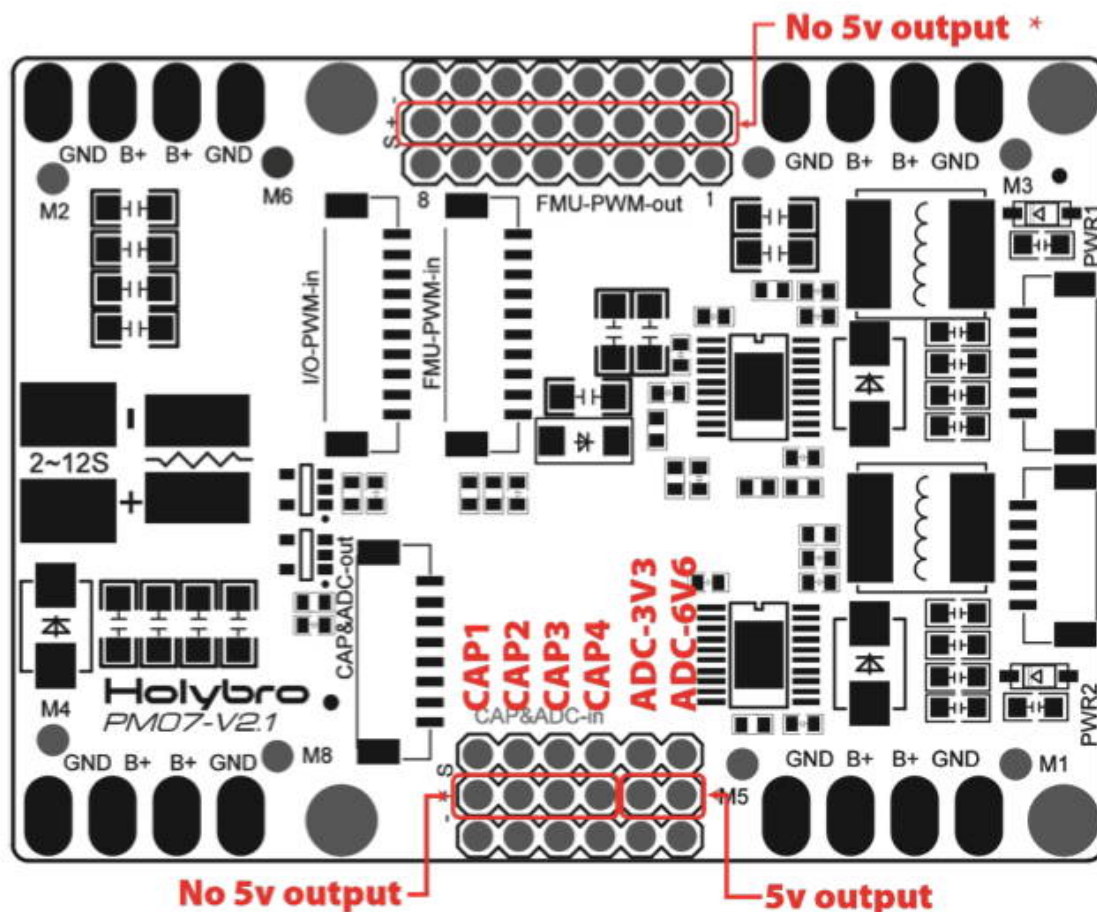 No 5v output *
GND B+ B+ GND
S + -
GND B+ B+ GND
M2
M6
M3
8 FMU-PWM-out 1
PWR1
I/O-PWM-in
FMU-PWM-in
-
2~12S
+
CAP&ADC-out
CAP1
CAP2
CAP3
CAP4
ADC-3V3
ADC-6V6
Holybro
PM07-V2.1
CAP&ADC-in
PWR2
M4
M8
GND B+ B+ GND
S
+
-
M5
GND B+ B+ GND
M1
No 5v output
5v output